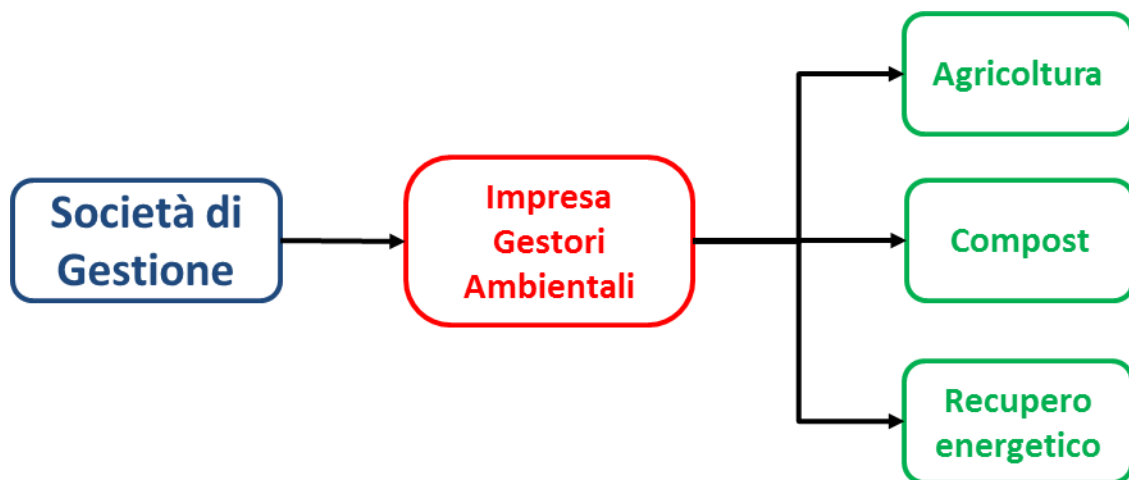 Società di
Gestione
Impresa
Gestori
Ambientali
Agricoltura
Compost
Recupero
energetico